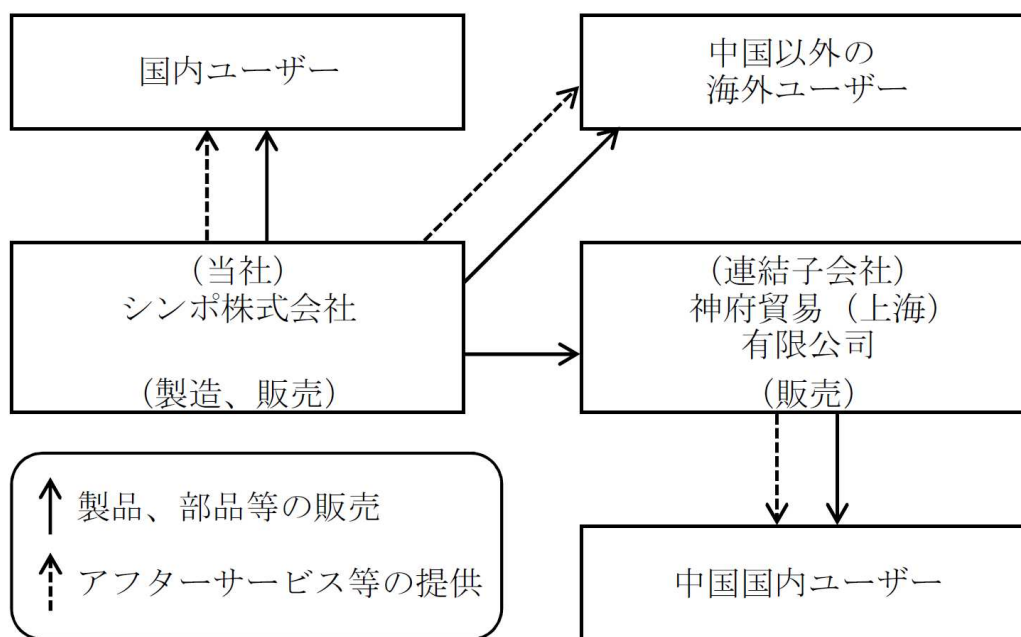 国内ユーザー
中国以外の
海外ユーザー
(当社)
シンポ株式会社
(製造、販売)
(連結子会社)
神府貿易（上海）
有限公司
(販売)
製品、部品等の販売
アフターサービス等の提供
中国国内ユーザー